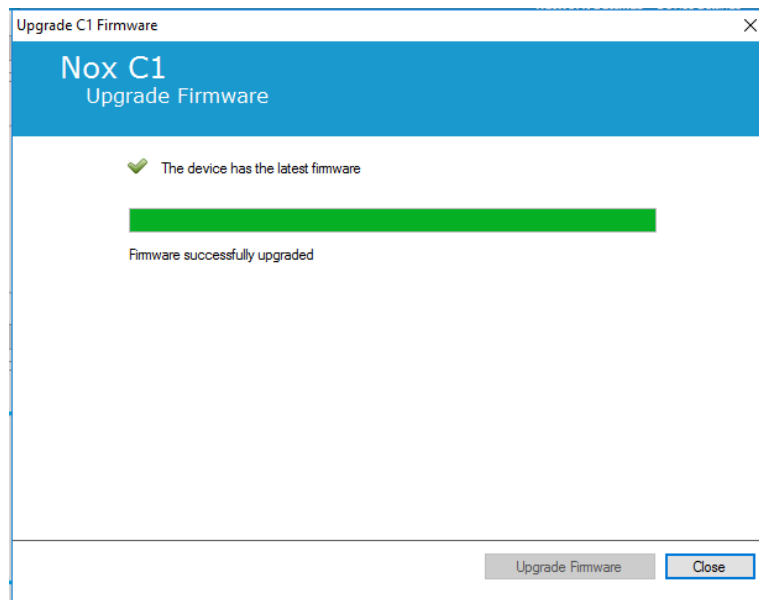 Upgrade C1 Firmware
Nox C1
Upgrade Firmware
The device has the latest firmware
Firmware successfully upgraded
Upgrade Firmware Close